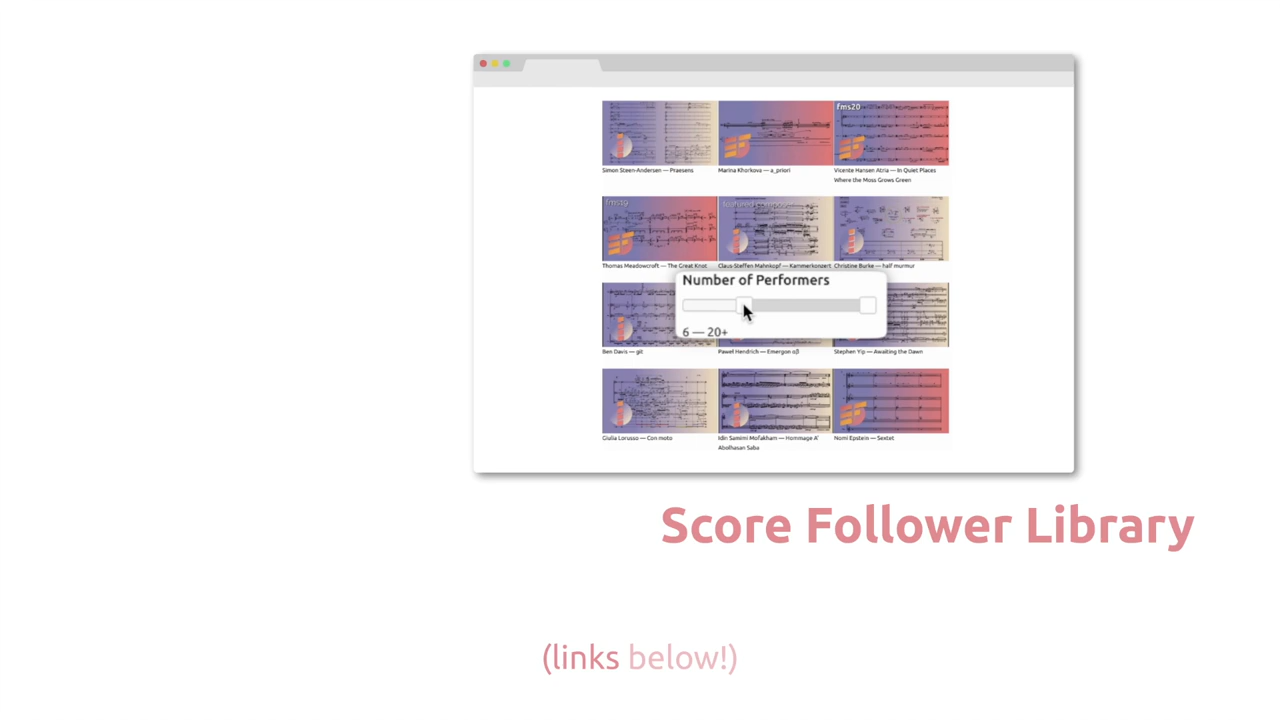 fms20
Simon Steen-Andersen — Praesens
Marina Khorkova — a_priori
Vicente Hansen Atria — In Quiet Places
Where the Moss Grows Green
fms19
featured
Thomas Meadowcroft — The Great Knot
Claus-Steffen Mahnkopf — Kammerkonzert
Christine Burke — half murmur
Number of Performers
6 — 20+
Ben Davis — git
Paweł Hendrich — Emergon αβ
Stephen Yip — Awaiting the Dawn
Giulia Lorusso — Con moto
Idin Samimi Mofakham — Hommage A'
Abolhasan Saba
Nomi Epstein — Sextet
Score Follower Library
(links below!)